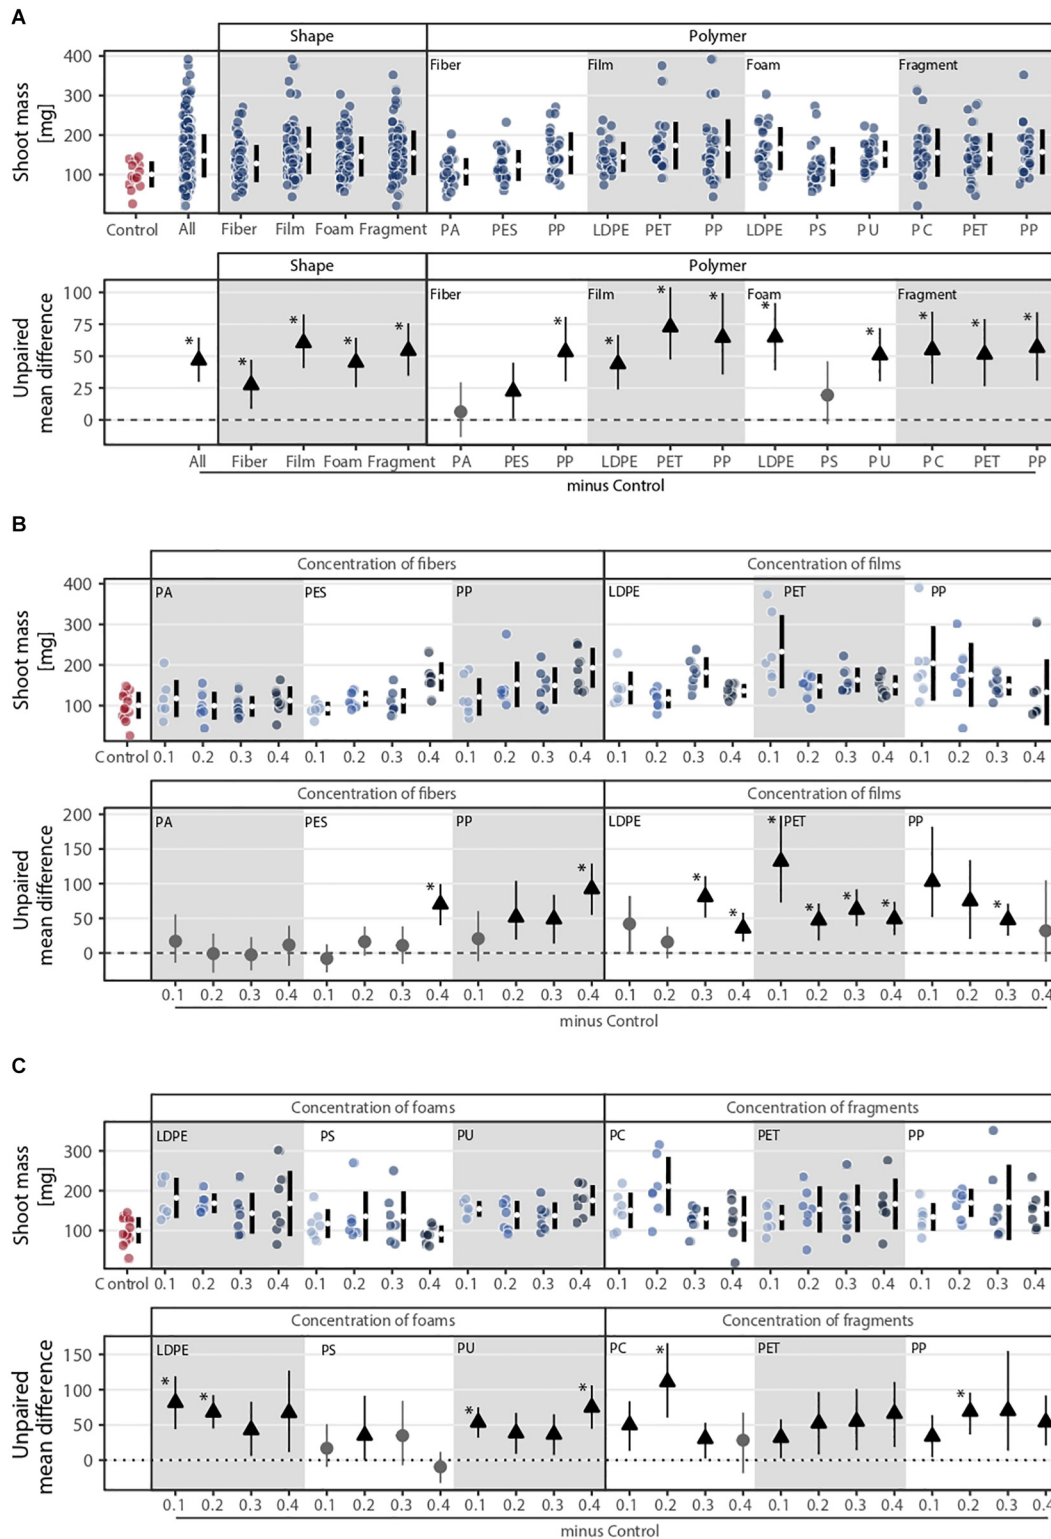 A
Shape Polymer
400 Fiber Film Foam Fragment
300
200
100
Shoot mass
[mg]
Control All Fiber Film Foam Fragment PA PES PP LDPE PET PP LDPE PS PU PC PET PP
Shape Polymer
100 Fiber Film Foam Fragment
75
50
25
0
Unpaired
mean difference
* * * * * * * * * * * * * *
All Fiber Film Foam Fragment PA PES PP LDPE PET PP LDPE PS PU PC PET PP
minus Control
B
Concentration of fibers Concentration of films
400
PA PES PP LDPE PET PP
300
200
100
Shoot mass
[mg]
Control 0.1 0.2 0.3 0.4 0.1 0.2 0.3 0.4 0.1 0.2 0.3 0.4 0.1 0.2 0.3 0.4 0.1 0.2 0.3 0.4 0.1 0.2 0.3 0.4
Concentration of fibers Concentration of films
200
PA PES PP LDPE PET PP
150
100
50
0
Unpaired
mean difference
* * * * * * * * *
0.1 0.2 0.3 0.4 0.1 0.2 0.3 0.4 0.1 0.2 0.3 0.4 0.1 0.2 0.3 0.4 0.1 0.2 0.3 0.4 0.1 0.2 0.3 0.4
minus Control
C
Concentration of foams Concentration of fragments
LDPE PS PU PC PET PP
300
200
100
Shoot mass
[mg]
Control 0.1 0.2 0.3 0.4 0.1 0.2 0.3 0.4 0.1 0.2 0.3 0.4 0.1 0.2 0.3 0.4 0.1 0.2 0.3 0.4 0.1 0.2 0.3 0.4
Concentration of foams Concentration of fragments
LDPE PS PU PC PET PP
150
100
50
0
Unpaired
mean difference
* * * * * *
0.1 0.2 0.3 0.4 0.1 0.2 0.3 0.4 0.1 0.2 0.3 0.4 0.1 0.2 0.3 0.4 0.1 0.2 0.3 0.4 0.1 0.2 0.3 0.4
minus Control